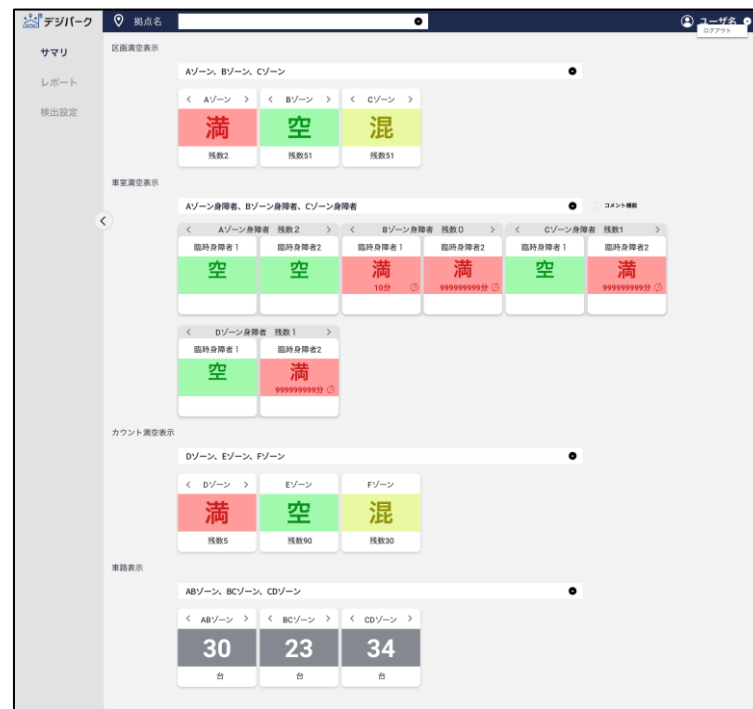 デジパーク
拠点名
ユーザ名
ログアウト
サマリ
レポート
検出設定
区画満空表示
Aゾーン、Bゾーン、Cゾーン
Aゾーン Bゾーン Cゾーン
満 空 混
残数2 残数51 残数51
車室満空表示
Aゾーン身障者、Bゾーン身障者、Cゾーン身障者
コメント機能
Aゾーン身障者 残数2 Bゾーン身障者 残数0 Cゾーン身障者 残数1
臨時身障者1 臨時身障者2 臨時身障者1 臨時身障者2 臨時身障者1 臨時身障者2
空 空 満 満 空 満
10分 999999999分 999999999分
Dゾーン身障者 残数1
臨時身障者1 臨時身障者2
空 満
999999999分
カウント満空表示
Dゾーン、Eゾーン、Fゾーン
Dゾーン Eゾーン Fゾーン
満 空 混
残数5 残数90 残数30
車路表示
ABゾーン、BCゾーン、CDゾーン
ABゾーン BCゾーン CDゾーン
30 23 34
台 台 台